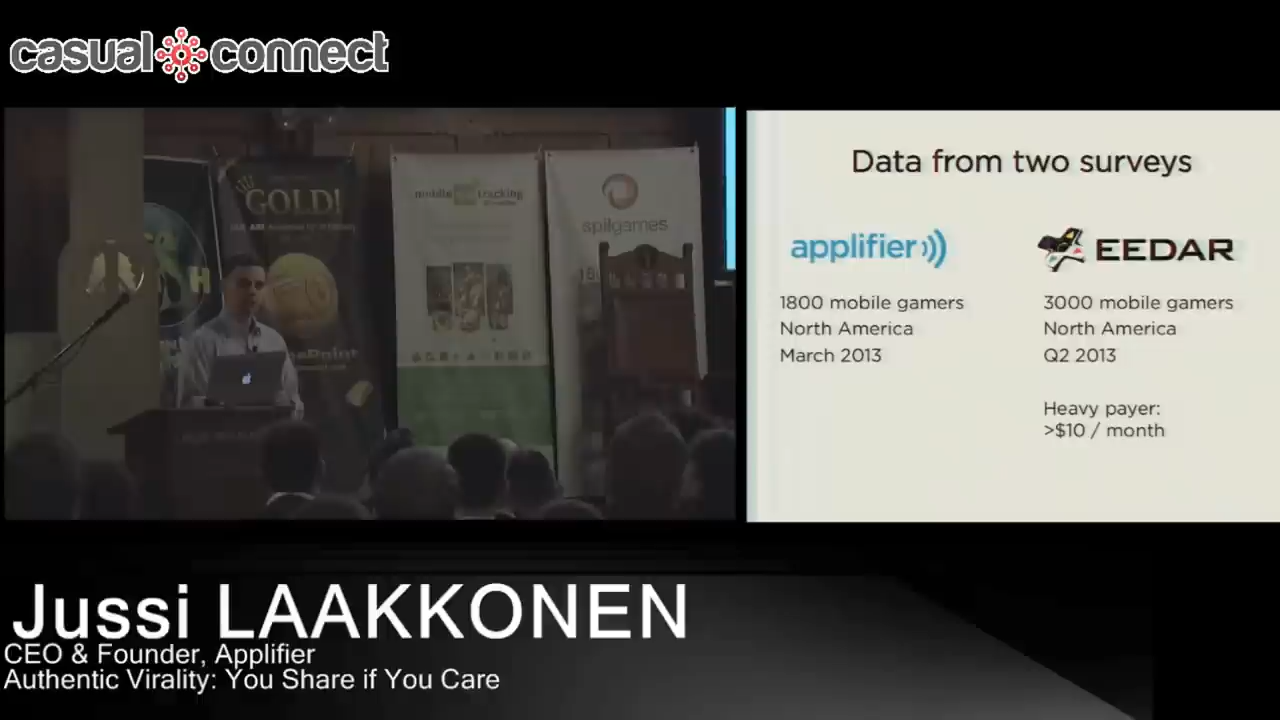 casual connect
GOLD!
mobile tracking
spilgames
Data from two surveys
applifier
EEDAR
1800 mobile gamers
North America
March 2013
3000 mobile gamers
North America
Q2 2013
Heavy payer:
>$10 / month
Jussi LAAKKONEN
CEO & Founder, Applifier
Authentic Virality: You Share if You Care